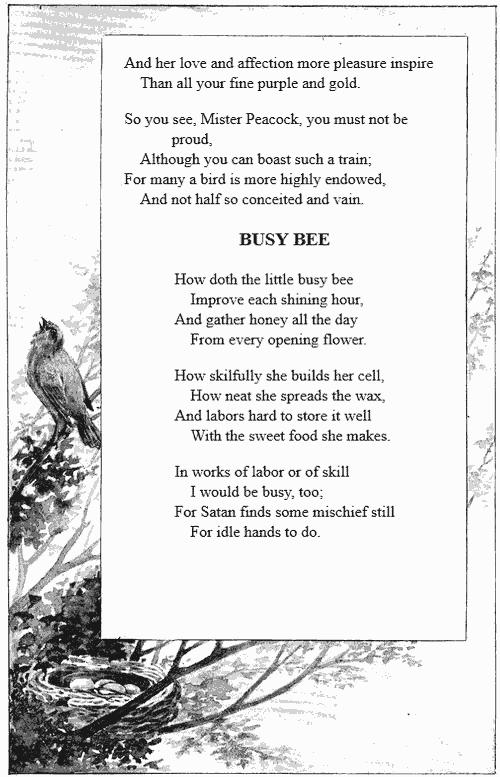 And her love and affection more pleasure inspire
Than all your fine purple and gold.
So you see, Mister Peacock, you must not be
proud,
Although you can boast such a train;
For many a bird is more highly endowed,
And not half so conceited and vain.
BUSY BEE
How doth the little busy bee
Improve each shining hour,
And gather honey all the day
From every opening flower.
How skilfully she builds her cell,
How neat she spreads the wax,
And labors hard to store it well
With the sweet food she makes.
In works of labor or of skill
I would be busy, too;
For Satan finds some mischief still
For idle hands to do.